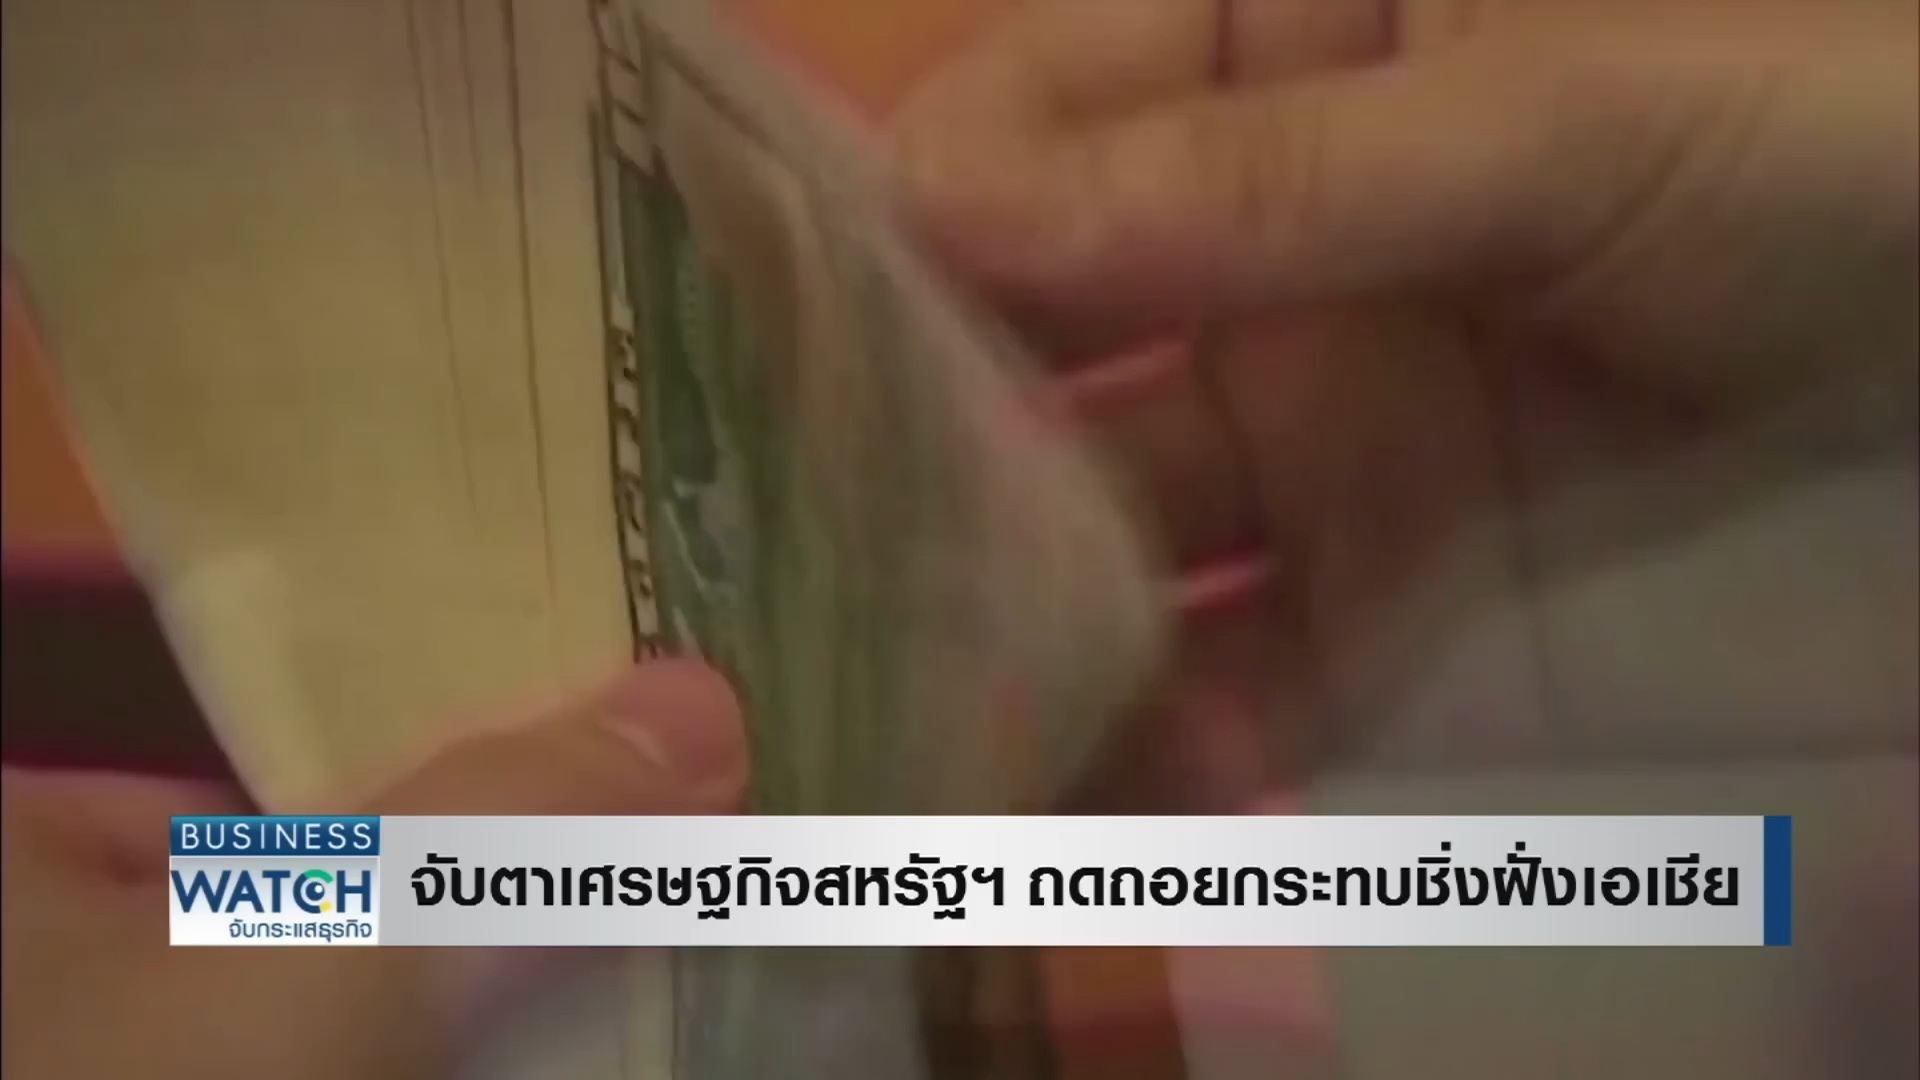 BUSINESS
WATCH
จับกระแสธุรกิจ
จับตาเศรษฐกิจสหรัฐฯ ถดถอยกระทบชิ่งฝั่งเอเชีย